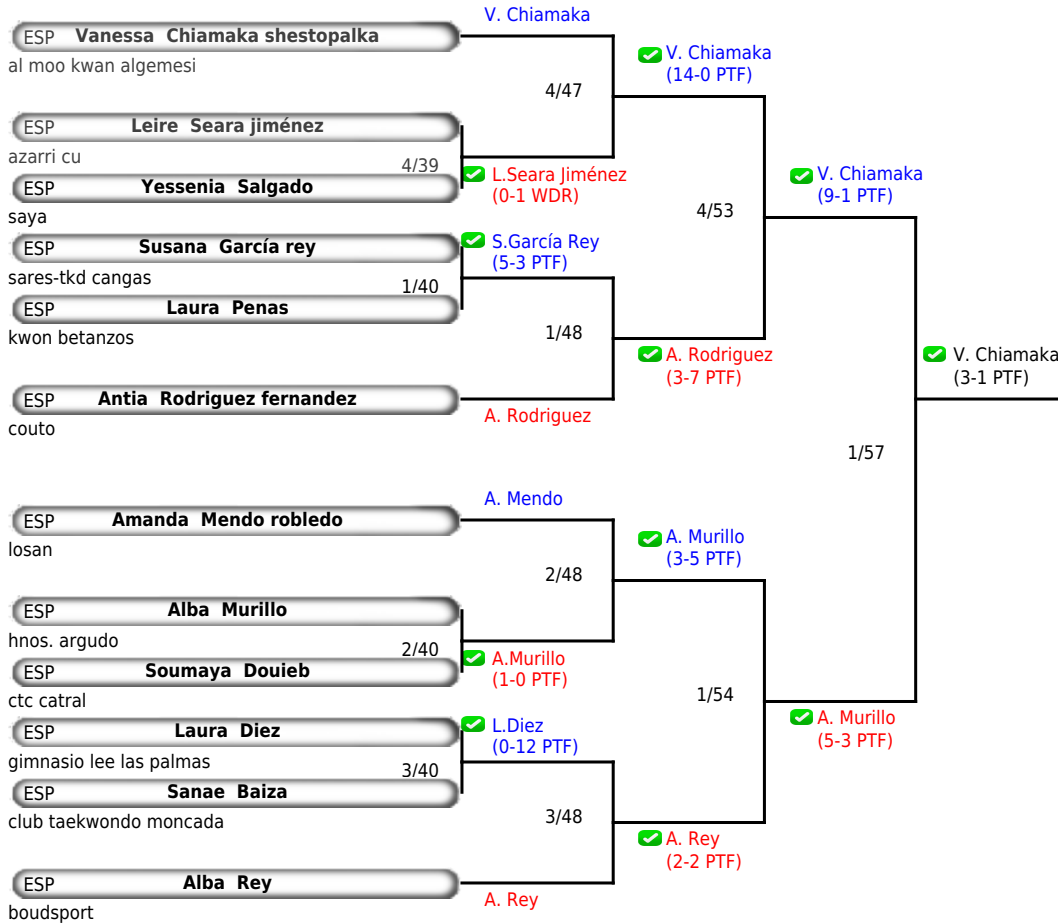 V. Chiamaka
ESP Vanessa Chiamaka shestopalka
al moo kwan algemesi
V. Chiamaka
(14-0 PTF)
4/47
ESP Leire Seara jiménez
azarri cu
4/39
L.Seara Jiménez
(0-1 WDR)
ESP Yessenia Salgado
saya
V. Chiamaka
(9-1 PTF)
4/53
ESP Susana García rey
sares-tkd cangas
S.García Rey
(5-3 PTF)
1/40
ESP Laura Penas
kwon betanzos
1/48
A. Rodriguez
(3-7 PTF)
V. Chiamaka
(3-1 PTF)
ESP Antia Rodriguez fernandez
couto
A. Rodriguez
1/57
A. Mendo
ESP Amanda Mendo robledo
losan
A. Murillo
(3-5 PTF)
2/48
ESP Alba Murillo
hnos. argudo
2/40
A.Murillo
(1-0 PTF)
ESP Soumaya Douieb
ctc catral
1/54
A. Murillo
(5-3 PTF)
ESP Laura Diez
gimnasio lee las palmas
L.Diez
(0-12 PTF)
3/40
ESP Sanae Baiza
club taekwondo moncada
3/48
A. Rey
(2-2 PTF)
ESP Alba Rey
boudsport
A. Rey